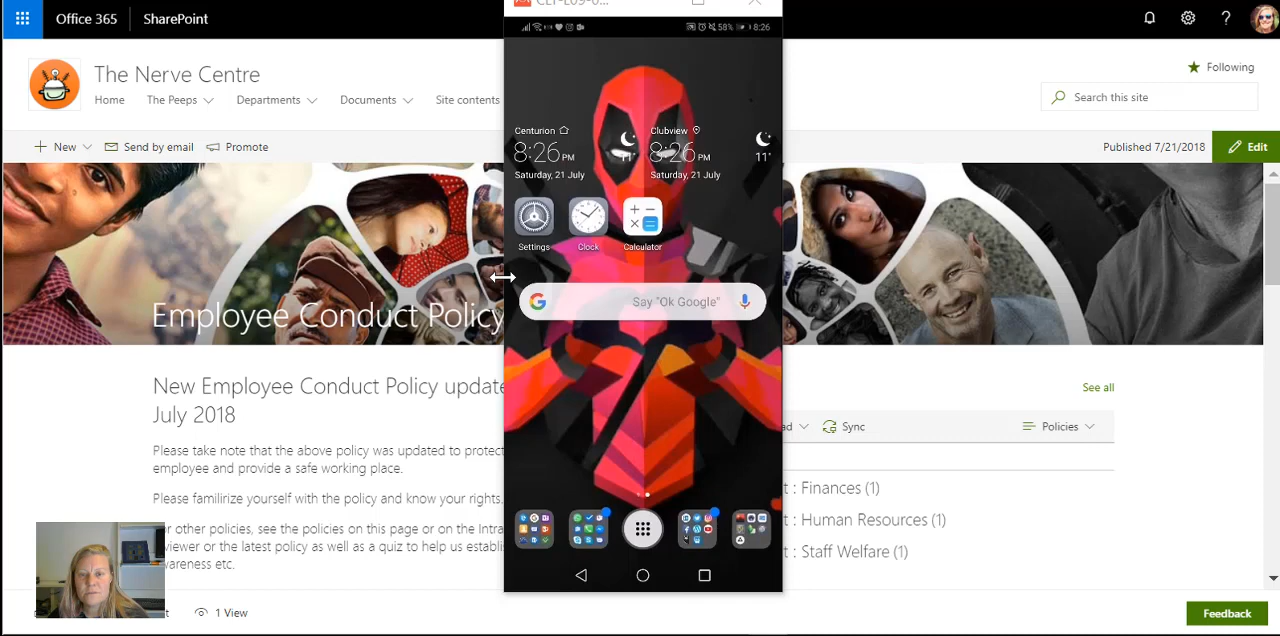 Office 365
SharePoint
The Nerve Centre
Following
Home
The Peeps
Departments
Documents
Site contents
Search this site
New
Send by email
Promote
Published 7/21/2018
Edit
Employee Conduct Policy
New Employee Conduct Policy
July 2018
Please take note that the above policy was updated to
employee and provide a safe working place.
Please familirize yourself with the policy and know your rights.
other policies, see the policies on this page or on the
or the latest policy as well as a quiz to help us
etc.
1 View
58%
8:26
Centurion
8:26 PM
11°
Saturday, 21 July
Clubview
8:26 PM
11°
Saturday, 21 July
Settings
Clock
Calculator
Say "Ok Google"
See all
Sync
Policies
: Finances (1)
: Human Resources (1)
: Staff Welfare (1)
Feedback